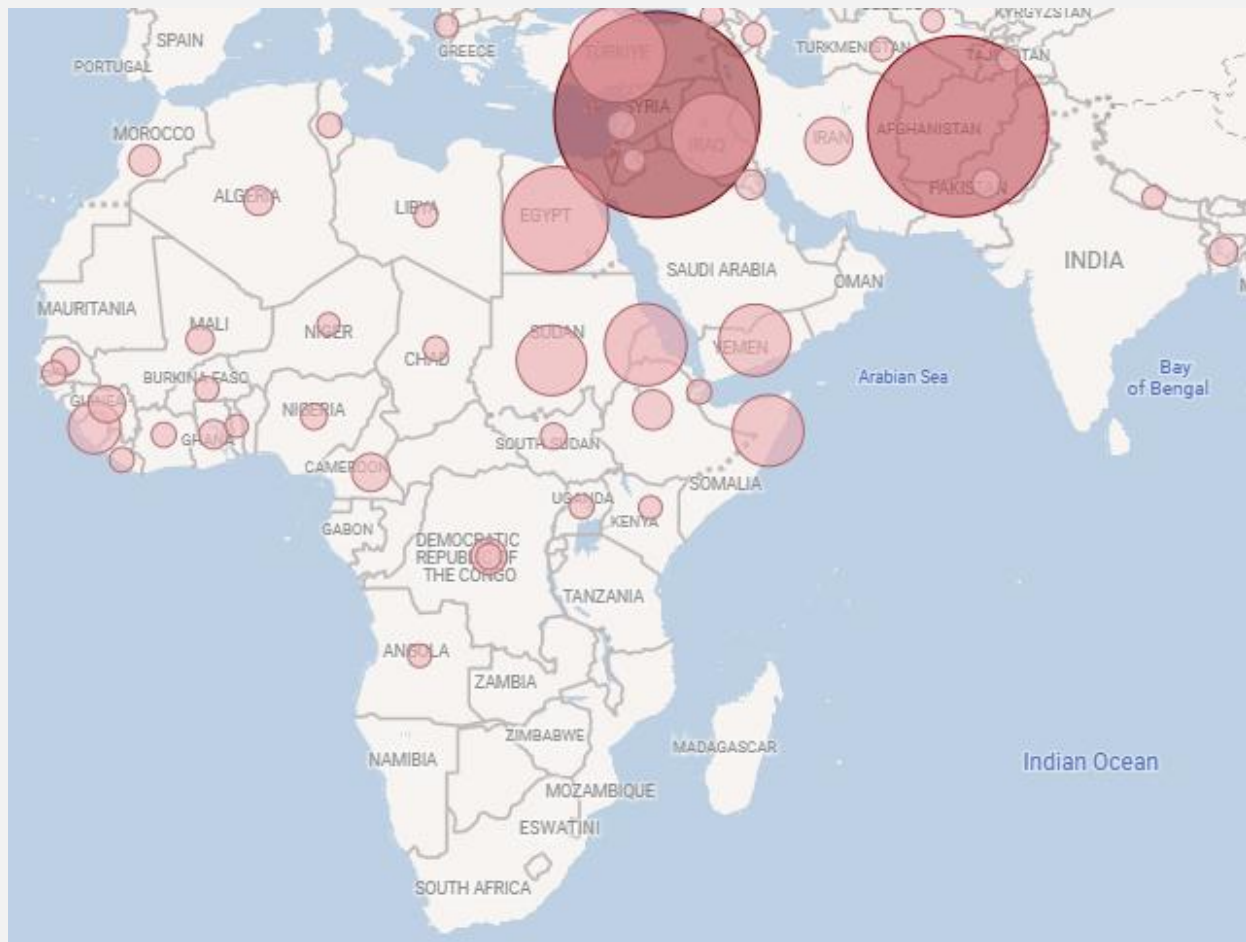 KYRGYZSTAN
SPAIN
PORTUGAL
GREECE
TÜRKIYE
TURKMENISTAN
TAJIKISTAN
SYRIA
IRAQ
IRAN
AFGHANISTAN
PAKISTAN
MOROCCO
ALGERIA
LIBYA
EGYPT
SAUDI ARABIA
OMAN
INDIA
MAURITANIA
MALI
NIGER
CHAD
SUDAN
YEMEN
Arabian Sea
Bay
of Bengal
BURKINA FASO
GUINEA
GHANA
NIGERIA
SOUTH SUDAN
CAMEROON
SOMALIA
UGANDA
KENYA
GABON
DEMOCRATIC
REPUBLIC OF
THE CONGO
TANZANIA
ANGOLA
ZAMBIA
ZIMBABWE
NAMIBIA
MADAGASCAR
MOZAMBIQUE
ESWATINI
SOUTH AFRICA
Indian Ocean